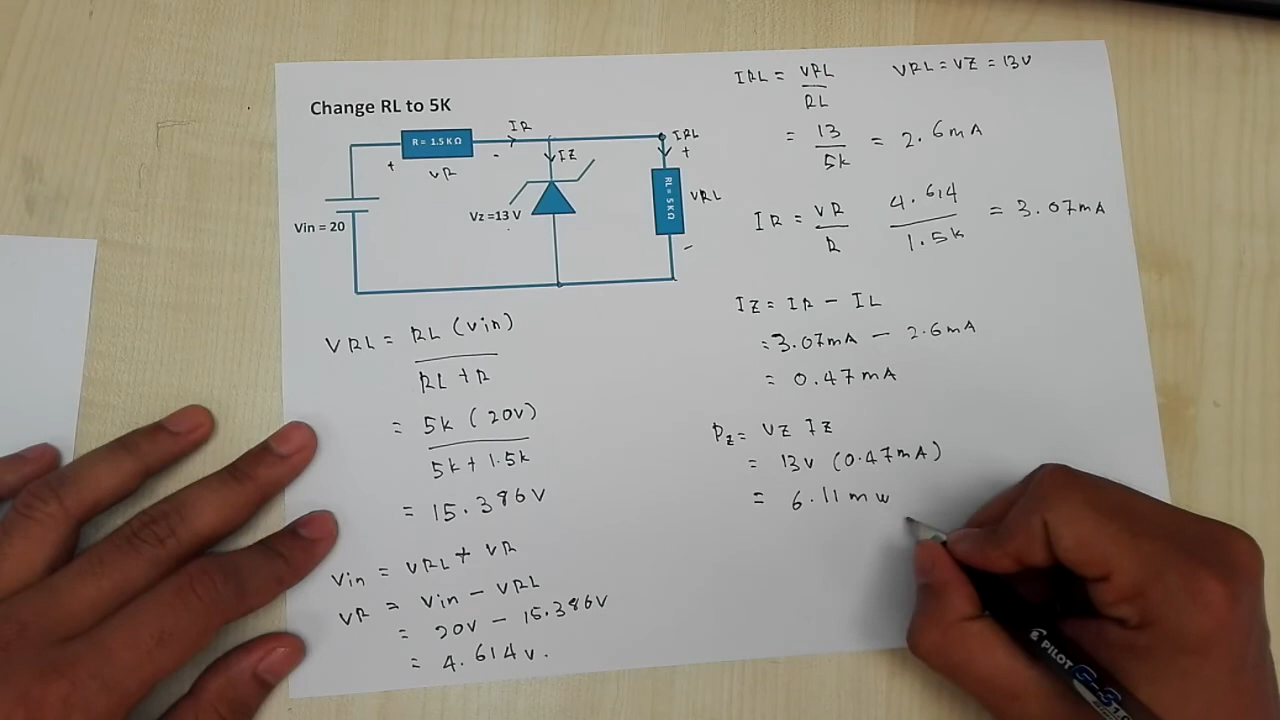 Change RL to 5K
R = 1.5 K Ω
IR
+
-
VR
IZ
IRL
+
RL = 5 K Ω
VRL
-
Vz =13 V
Vin = 20
VRL = RL (Vin)
RL + R
= 5k (20V)
5k + 1.5k
= 15.386V
Vin = VRL + VR
VR = Vin - VRL
= 20V - 15.386V
= 4.614V.
IRL = VRL
RL
VRL = VZ = 13V
= 13
5k
= 2.6mA
IR = VR
R
4.614
1.5k
= 3.07mA
IZ = IR - IL
= 3.07mA - 2.6mA
= 0.47mA
PZ = VZ IZ
= 13V (0.47mA)
= 6.11mW
PILOT
G-3